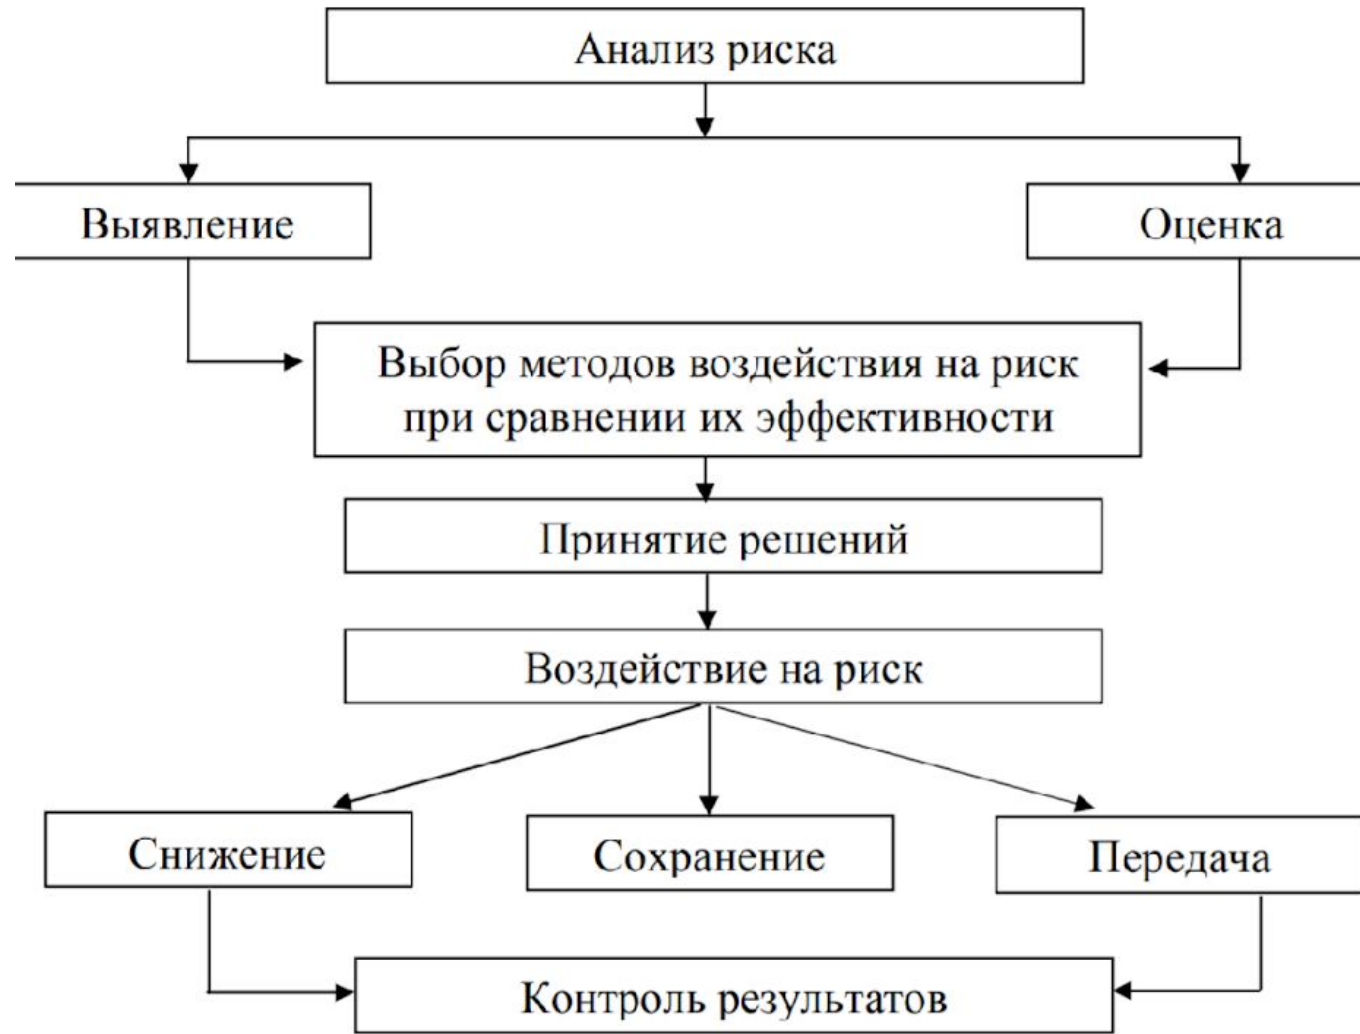 Анализ риска
Выявление
Оценка
Выбор методов воздействия на риск
при сравнении их эффективности
Принятие решений
Воздействие на риск
Снижение
Сохранение
Передача
Контроль результатов